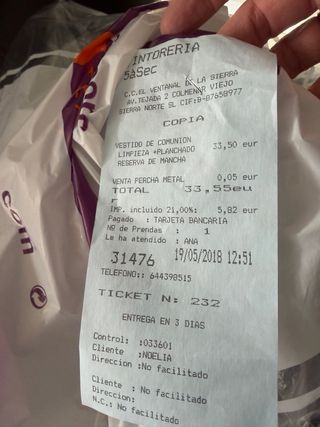 TINTORERIA
5àSec
C.C.EL VENTANAL DE LA SIERRA
AV.TEJADA 2 COLMENAR VIEJO
SIERRA NORTE SL CIF:B-87658977
COPIA
VESTIDO DE COMUNION 33,50 eur
LIMPIEZA +PLANCHADO
RESERVA DE MANCHA
VENTA PERCHA METAL 0,05 eur
TOTAL 33,55eu
r
IMP. incluido 21,00%: 5,82 eur
Pagado : TARJETA BANCARIA
Nº de Prendas : 1
Le ha atendido : ANA
31476 19/05/2018 12:51
TELEFONO:: 644398515
TICKET N: 232
ENTREGA EN 3 DIAS
Control: :033601
Cliente :NOELIA
Direccion :No facilitado
Cliente : No facilitado
Direccion:
N.C.: No facilitado
com